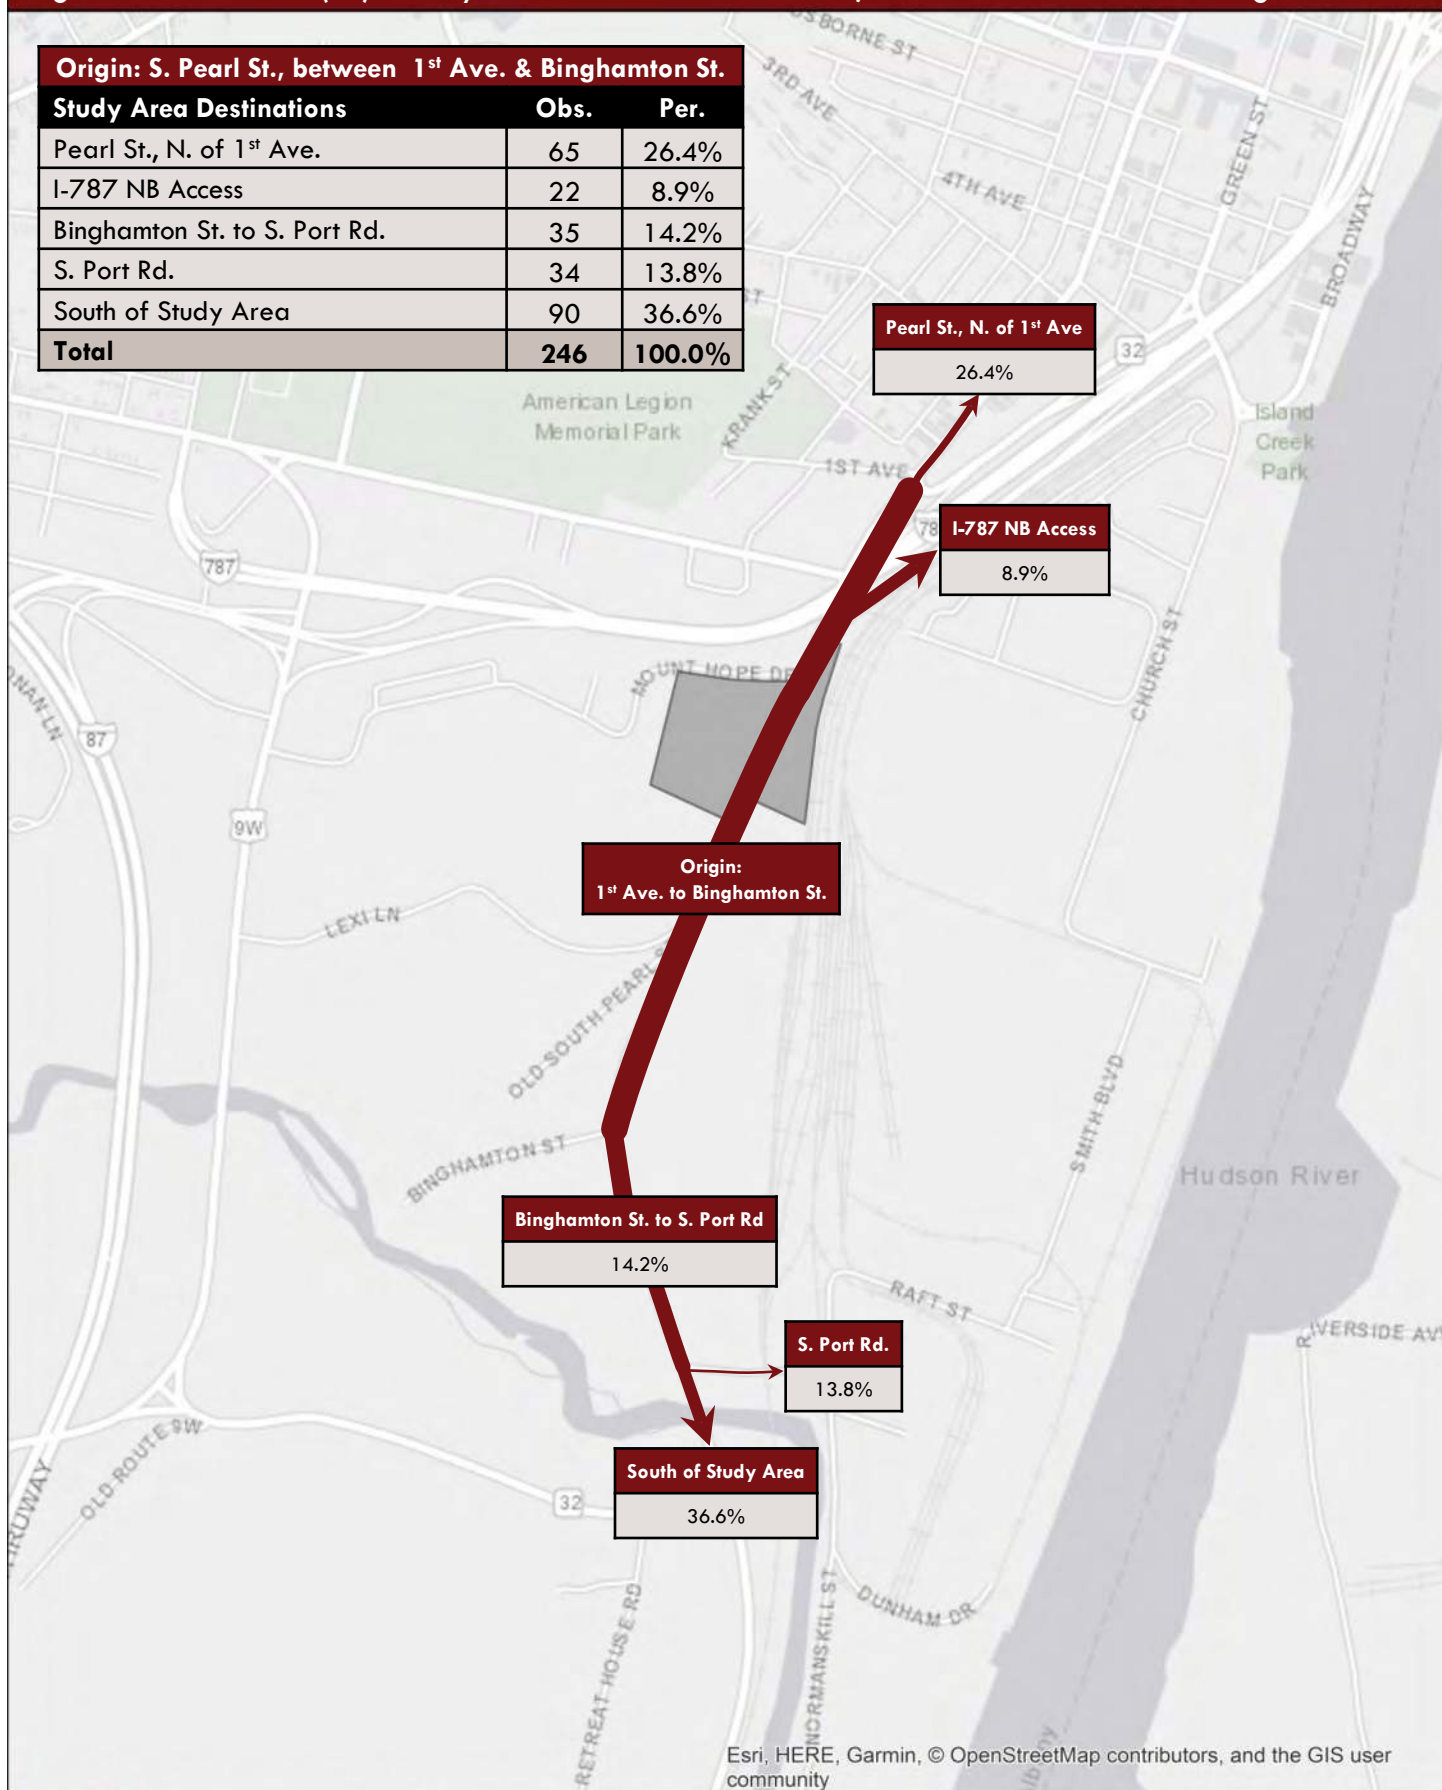 Origin: S. Pearl St., between 1st Ave. & Binghamton St.
Study Area Destinations Obs. Per.
Pearl St., N. of 1st Ave. 65 26.4%
I-787 NB Access 22 8.9%
Binghamton St. to S. Port Rd. 35 14.2%
S. Port Rd. 34 13.8%
South of Study Area 90 36.6%
Total 246 100.0%
3RD AVE
GREEN ST
4TH AVE
BROADWAY
Pearl St., N. of 1st Ave
26.4%
32
American Legion
Memorial Park
KRANK ST
Island
Creek
Park
1ST AVE
I-787 NB Access
8.9%
787
CHURCH ST
MOUNT HOPE DR
87
9W
Origin:
1st Ave. to Binghamton St.
LEXI LN
OLD SOUTH PEARL ST
SMITH BLVD
BINGHAMTON ST
Hudson River
Binghamton St. to S. Port Rd
14.2%
RAFT ST
S. Port Rd.
13.8%
RIVERSIDE AVE
OLD ROUTE 9W
South of Study Area
36.6%
32
DUNHAM DR
RETREAT HOUSE RD
NORMANSKILL ST
Esri, HERE, Garmin, © OpenStreetMap contributors, and the GIS user
community